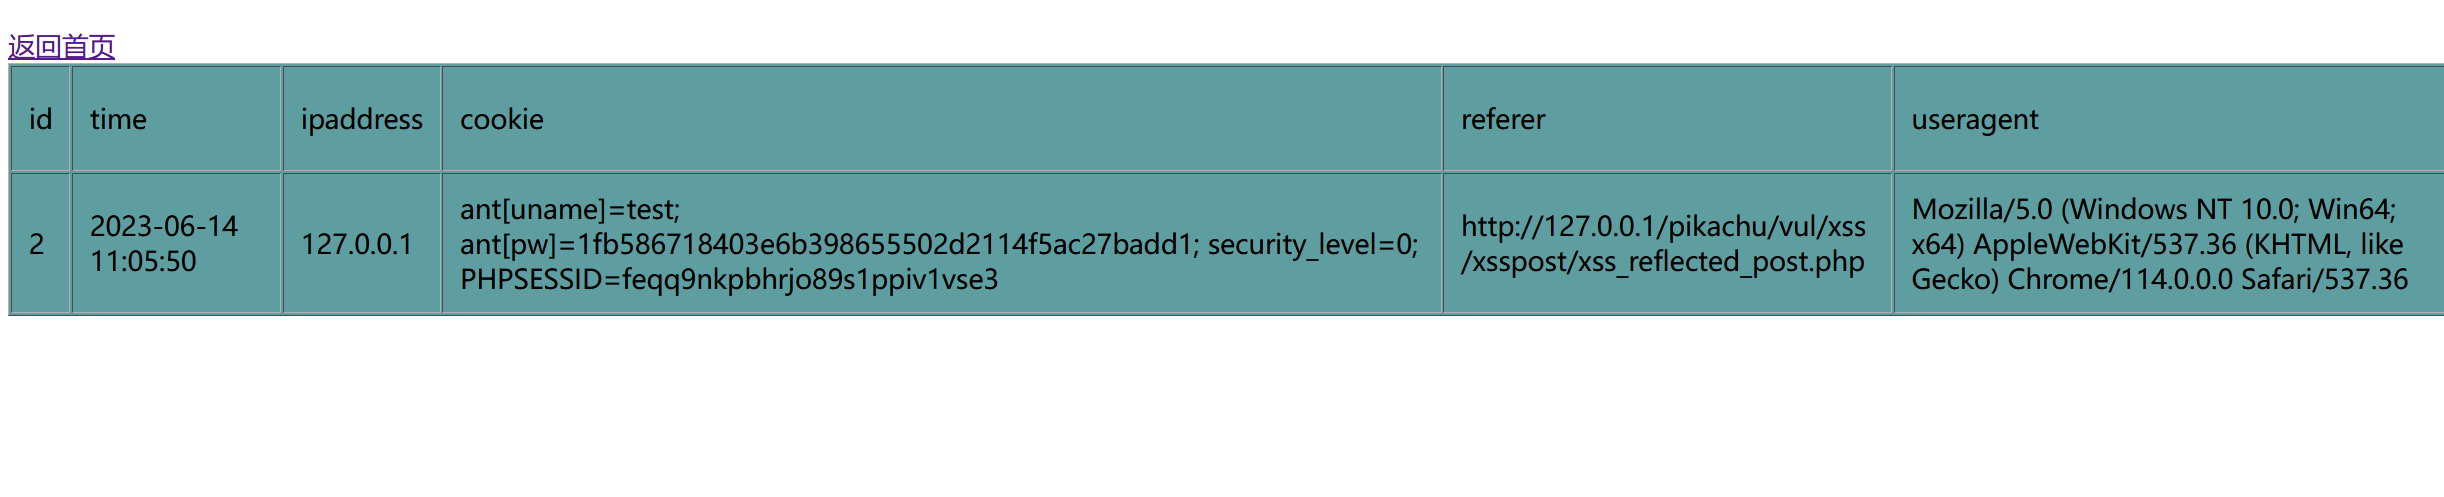 返回首页
id time ipaddress cookie referer useragent
2
2023-06-14
11:05:50
127.0.0.1
ant[uname]=test;
ant[pw]=1fb586718403e6b398655502d2114f5ac27badd1; security_level=0;
PHPSESSID=feqq9nkpbhrjo89s1ppiv1vse3
http://127.0.0.1/pikachu/vul/xss
/xsspost/xss_reflected_post.php
Mozilla/5.0 (Windows NT 10.0; Win64;
x64) AppleWebKit/537.36 (KHTML, like
Gecko) Chrome/114.0.0.0 Safari/537.36